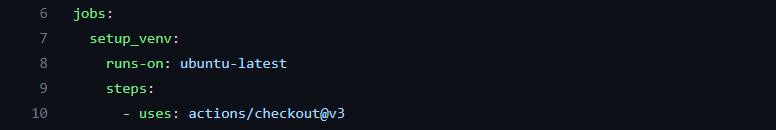 6 jobs:
7 setup_venv:
8 runs-on: ubuntu-latest
9 steps:
10 - uses: actions/checkout@v3